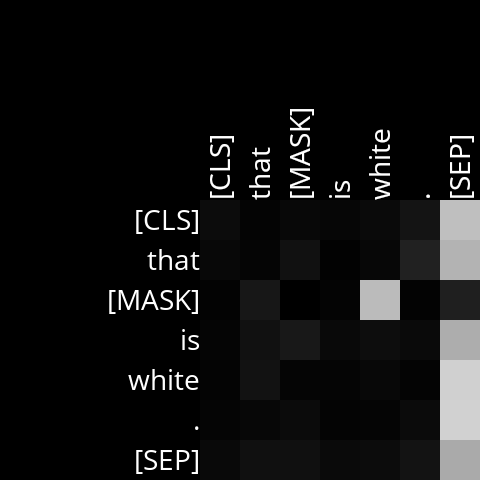 [CLS] that [MASK] is white . [SEP]
[CLS]
that
[MASK]
is
white
.
[SEP]